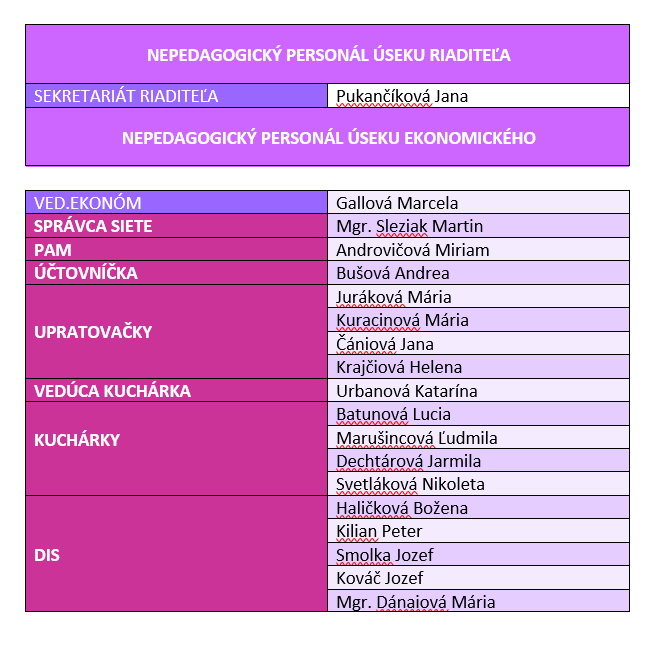 NEPEDAGOGICKÝ PERSONÁL ÚSEKU RIADITEĽA
SEKRETARIÁT RIADITEĽA Pukančíková Jana
NEPEDAGOGICKÝ PERSONÁL ÚSEKU EKONOMICKÉHO
VED.EKONÓM Gallová Marcela
SPRÁVCA SIETE Mgr. Sleziak Martin
PAM Androvičová Miriam
ÚČTOVNÍČKA Bušová Andrea
UPRATOVAČKY
Juráková Mária
Kuracinová Mária
Čániová Jana
Krajčiová Helena
VEDÚCA KUCHÁRKA Urbanová Katarína
KUCHÁRKY
Batunová Lucia
Marušincová Ľudmila
Dechtárová Jarmila
Svetláková Nikoleta
DIS
Haličková Božena
Kilian Peter
Smolka Jozef
Kováč Jozef
Mgr. Dánaiová Mária